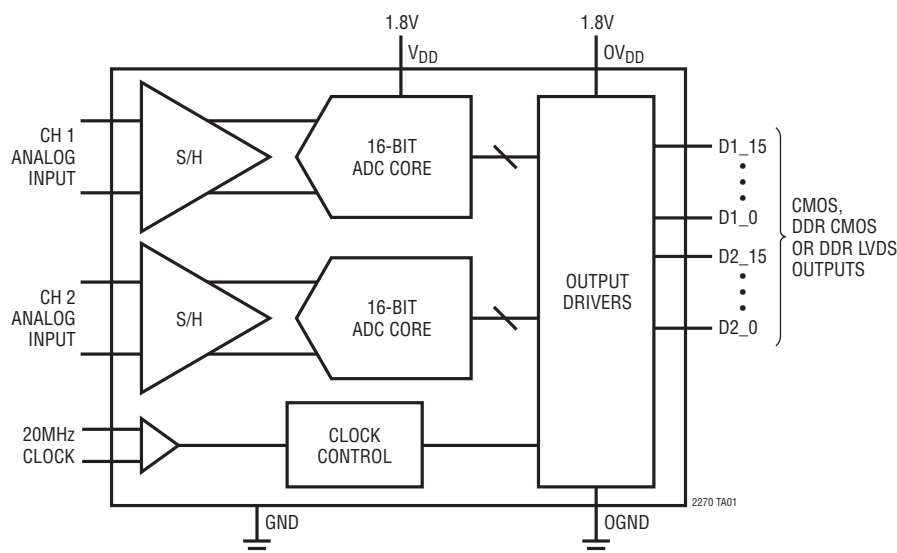 1.8V
1.8V
VDD
OVDD
CH 1
ANALOG
INPUT
S/H
16-BIT
ADC CORE
D1_15
D1_0
CH 2
ANALOG
INPUT
S/H
16-BIT
ADC CORE
OUTPUT
DRIVERS
D2_15
D2_0
CMOS,
DDR CMOS
OR DDR LVDS
OUTPUTS
20MHz
CLOCK
CLOCK
CONTROL
2270 TA01
GND
OGND